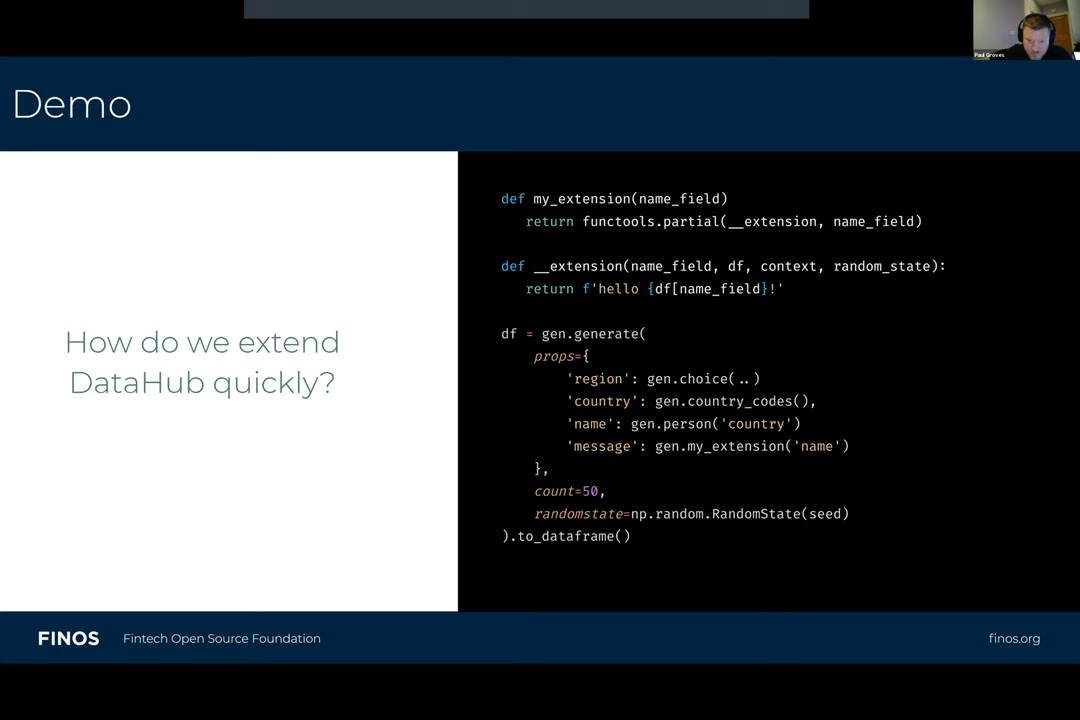 Paul Groves
Demo
How do we extend
DataHub quickly?
def my_extension(name_field)
return functools.partial(__extension, name_field)
def __extension(name_field, df, context, random_state):
return f'hello {df[name_field}!'
df = gen.generate(
props={
'region': gen.choice(..)
'country': gen.country_codes(),
'name': gen.person('country')
'message': gen.my_extension('name')
},
count=50,
randomstate=np.random.RandomState(seed)
).to_dataframe()
FINOS Fintech Open Source Foundation
finos.org